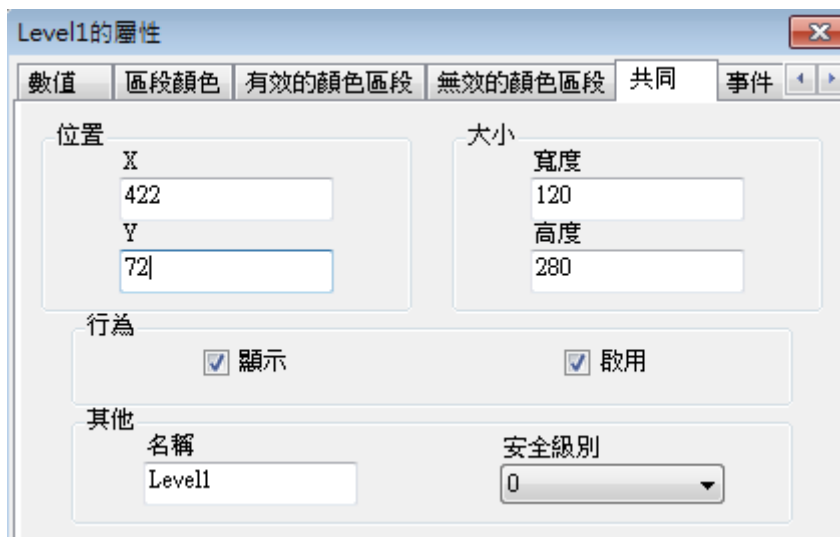 Level1的屬性
數值 區段顏色 有效的顏色區段 無效的顏色區段 共同 事件
位置 大小
X 寬度
422 120
Y 高度
72 280
行為
顯示 啟用
其他
名稱 安全級別
Level1 0